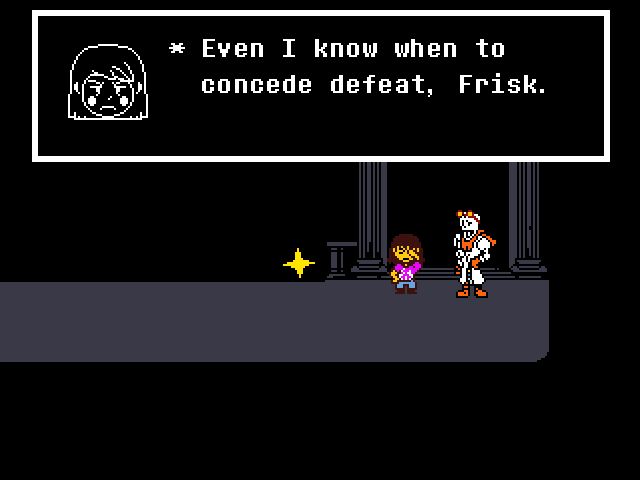 * Even I know when to
concede defeat, Frisk.